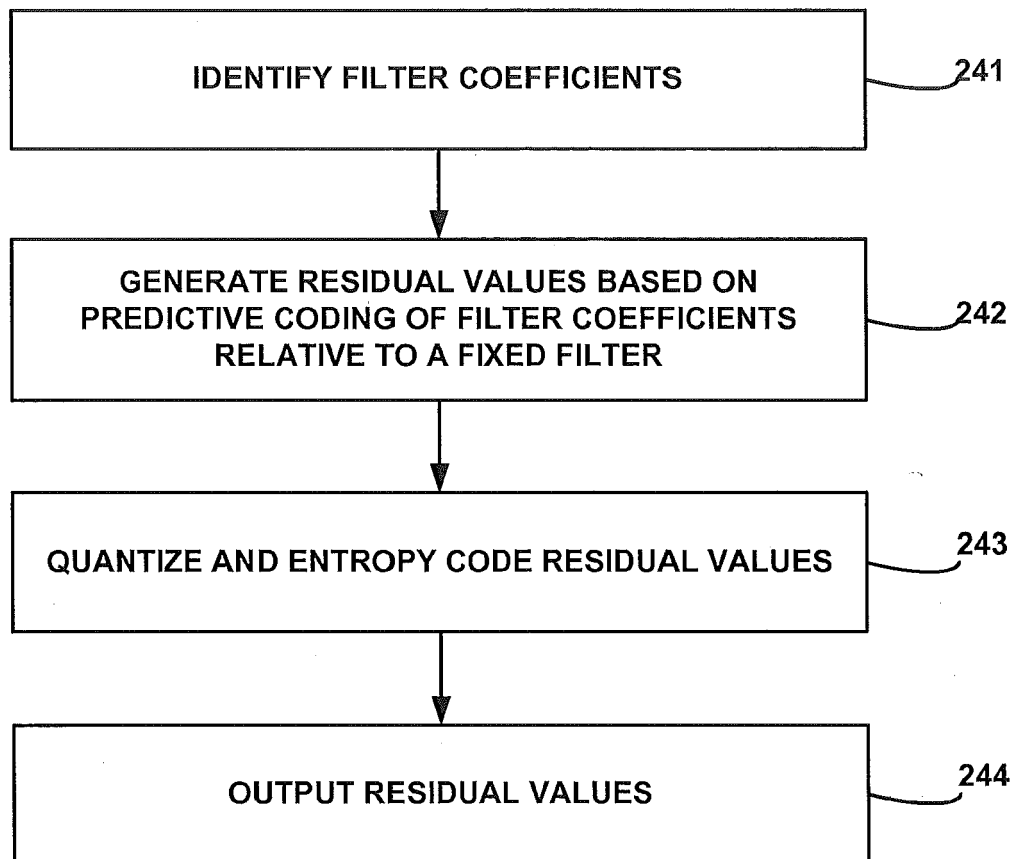 IDENTIFY FILTER COEFFICIENTS
241
GENERATE RESIDUAL VALUES BASED ON
PREDICTIVE CODING OF FILTER COEFFICIENTS
RELATIVE TO A FIXED FILTER
242
QUANTIZE AND ENTROPY CODE RESIDUAL VALUES
243
OUTPUT RESIDUAL VALUES
244